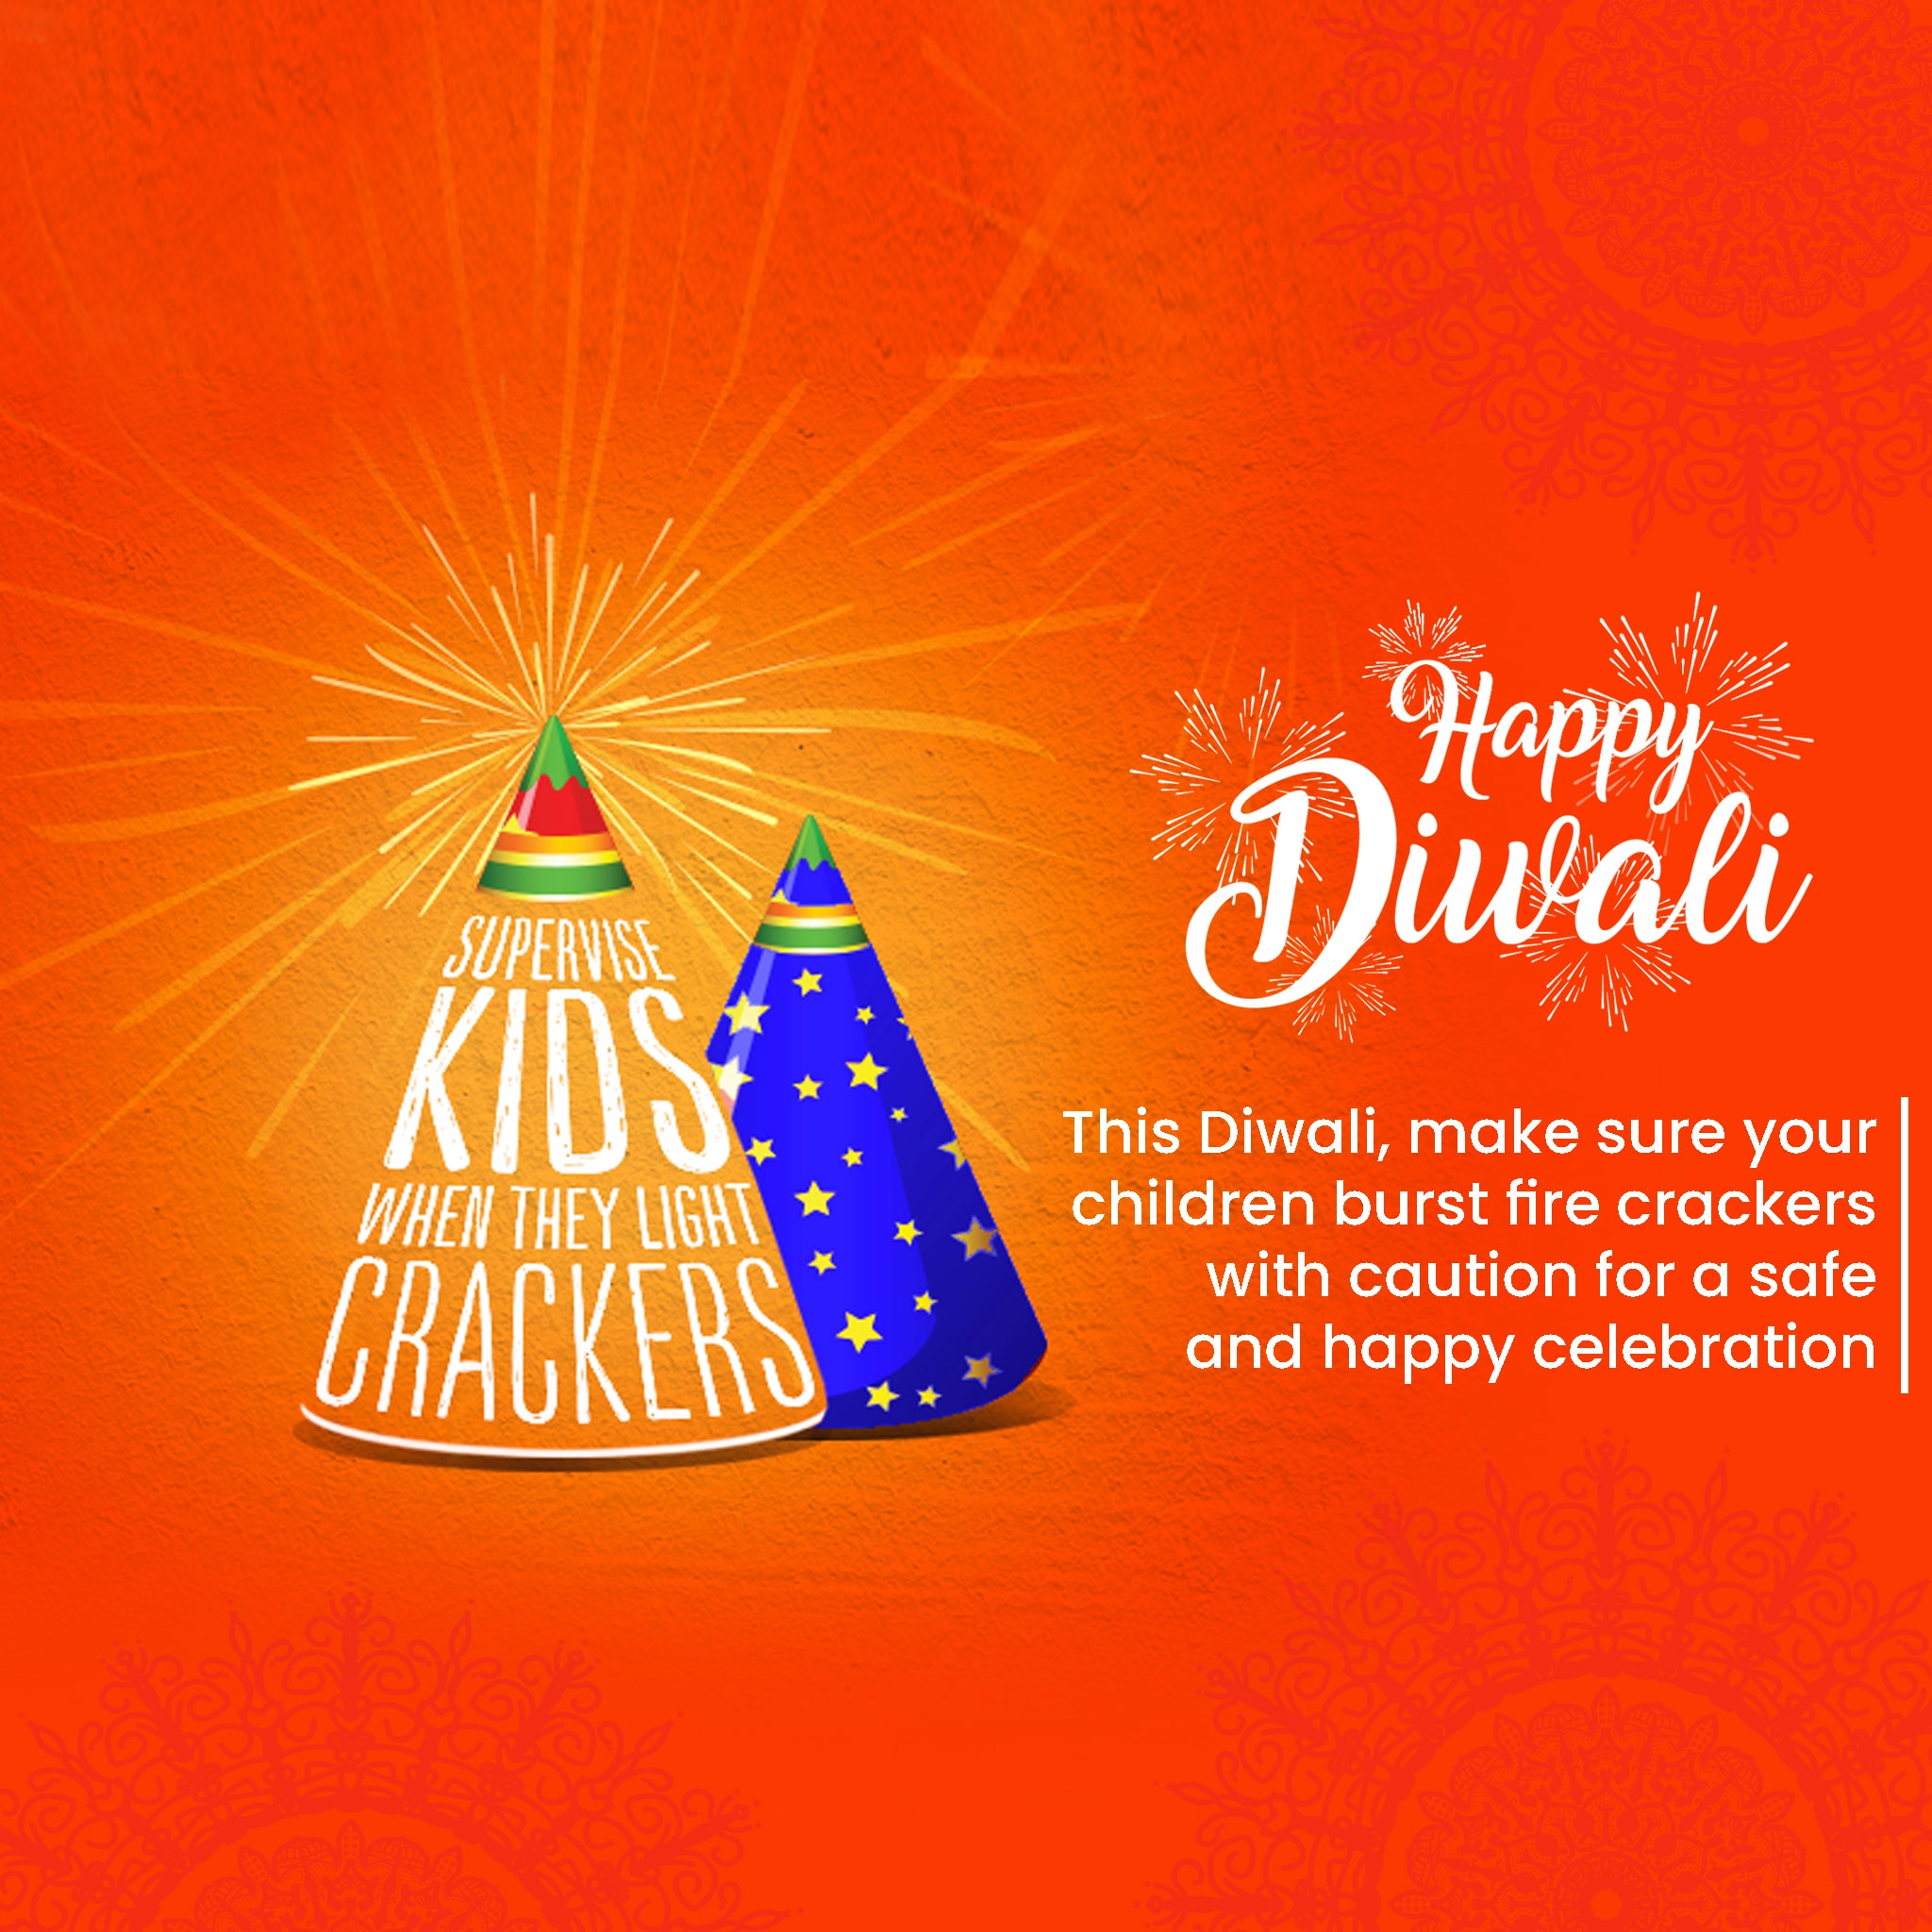 SUPERVISE
KIDS
WHEN THEY LIGHT
CRACKERS
Happy
Diwali
This Diwali, make sure your
children burst fire crackers
with caution for a safe
and happy celebration